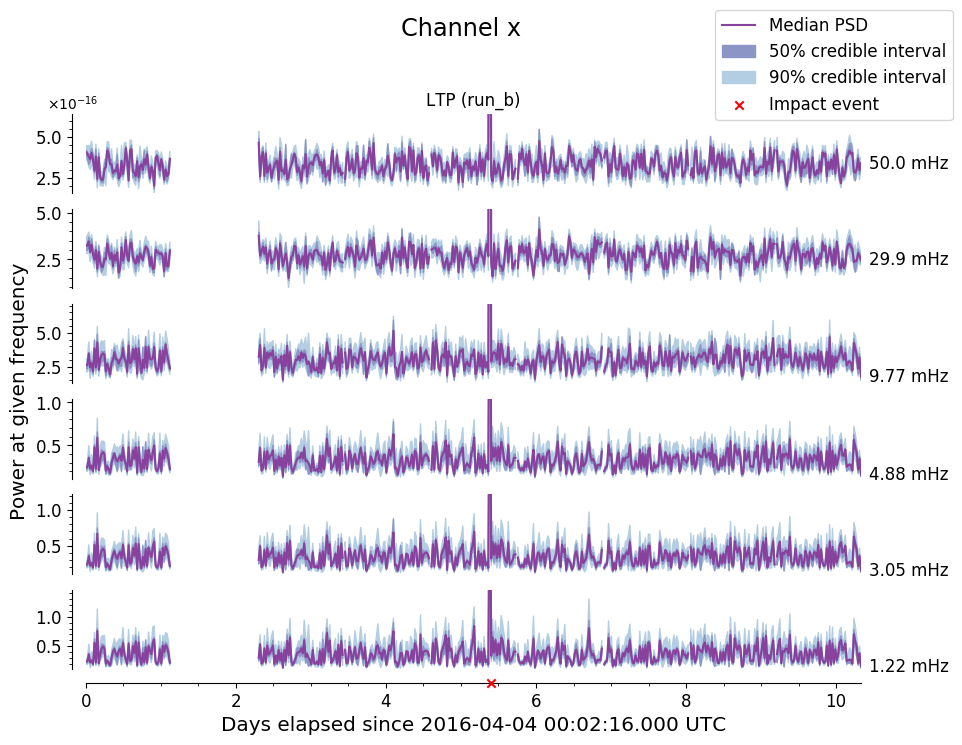 Channel x
Median PSD
50% credible interval
90% credible interval
Impact event
LTP (run_b)
×10⁻¹⁶
5.0
2.5
50.0 mHz
5.0
2.5
29.9 mHz
5.0
2.5
9.77 mHz
1.0
0.5
4.88 mHz
1.0
0.5
3.05 mHz
1.0
0.5
1.22 mHz
Power at given frequency
0 2 4 6 8 10
Days elapsed since 2016-04-04 00:02:16.000 UTC